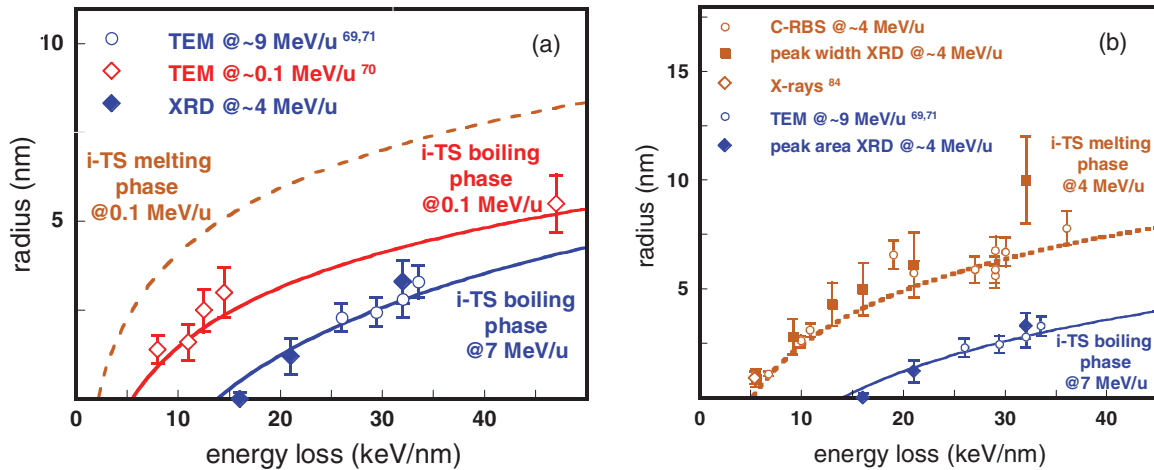 10
5
0
10
20
30
40
radius (nm)
energy loss (keV/nm)
(a)
TEM @~9 MeV/u 69,71
TEM @~0.1 MeV/u 70
XRD @~4 MeV/u
i-TS melting
phase
@0.1 MeV/u
i-TS boiling
phase
@0.1 MeV/u
i-TS boiling
phase
@7 MeV/u
15
10
5
0
0
10
20
30
40
radius (nm)
energy loss (keV/nm)
(b)
C-RBS @~4 MeV/u
peak width XRD @~4 MeV/u
X-rays 84
TEM @~9 MeV/u 69,71
peak area XRD @~4 MeV/u
i-TS melting
phase
@4 MeV/u
i-TS boiling
phase
@7 MeV/u